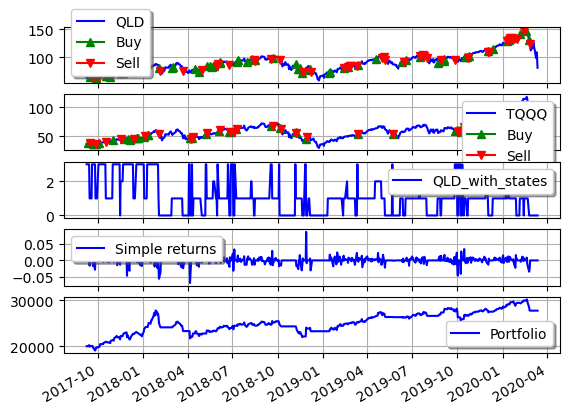 150
100
QLD
Buy
Sell
100
50
TQQQ
Buy
Sell
2
0
QLD_with_states
0.05
0.00
−0.05
Simple returns
30000
20000
Portfolio
2017-10
2018-01
2018-04
2018-07
2018-10
2019-01
2019-04
2019-07
2019-10
2020-01
2020-04